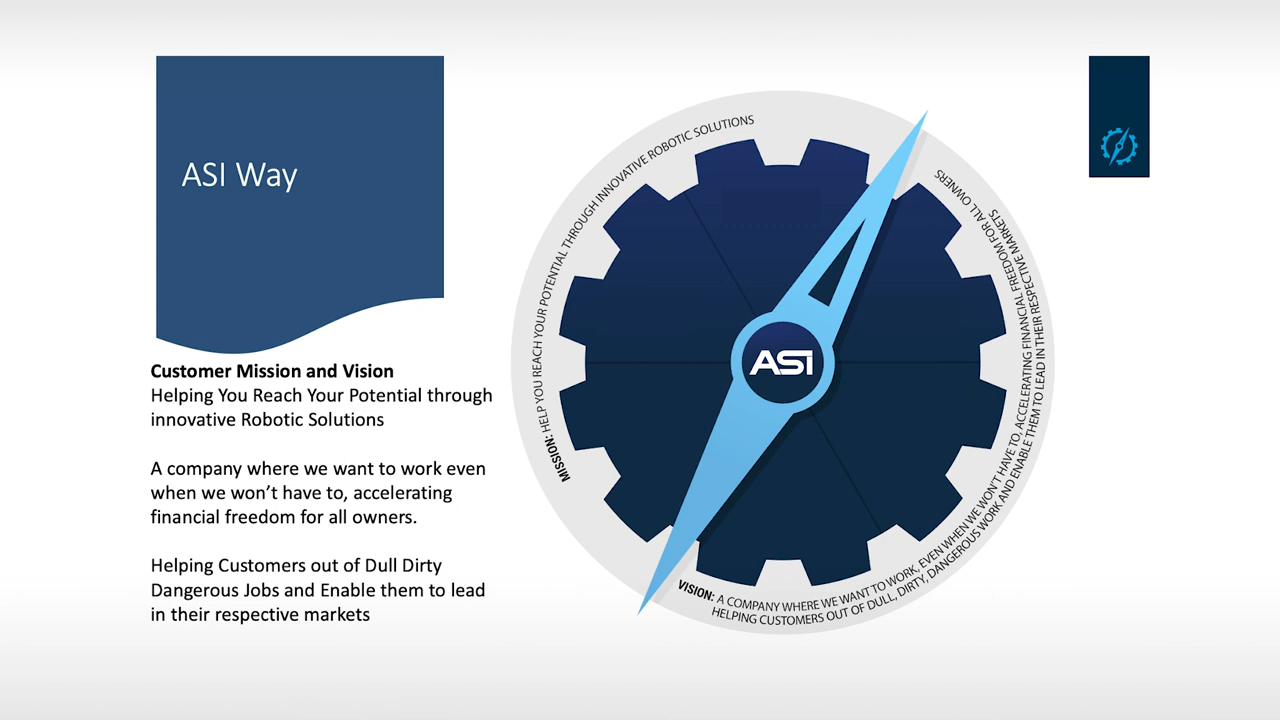 ASI Way
Customer Mission and Vision
Helping You Reach Your Potential through
innovative Robotic Solutions
A company where we want to work even
when we won’t have to, accelerating
financial freedom for all owners.
Helping Customers out of Dull Dirty
Dangerous Jobs and Enable them to lead
in their respective markets
MISSION: HELP YOU REACH YOUR POTENTIAL THROUGH INNOVATIVE ROBOTIC SOLUTIONS
ASI
VISION: A COMPANY WHERE WE WANT TO WORK, EVEN WHEN WE WON'T HAVE TO, ACCELERATING FINANCIAL FREEDOM FOR ALL OWNERS
HELPING CUSTOMERS OUT OF DULL, DIRTY, DANGEROUS WORK AND ENABLE THEM TO LEAD IN THEIR RESPECTIVE MARKETS